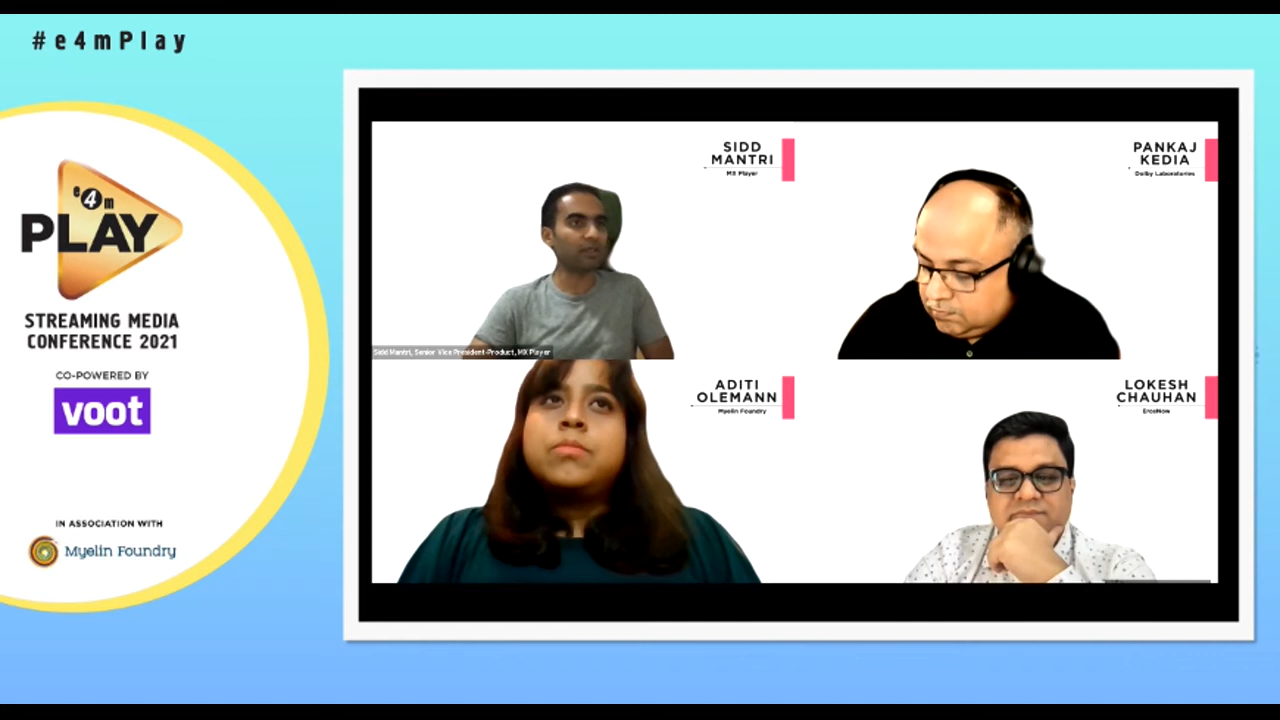 #e4mPlay
e4m
PLAY
STREAMING MEDIA
CONFERENCE 2021
CO-POWERED BY
voot
IN ASSOCIATION WITH
Myelin Foundry
SIDD
MANTRI
MX Player
Sidd Mantri, Senior Vice President-Product, MX Player
PANKAJ
KEDIA
Dolby Laboratories
ADITI
OLEMANN
Myelin Foundry
LOKESH
CHAUHAN
ErosNow